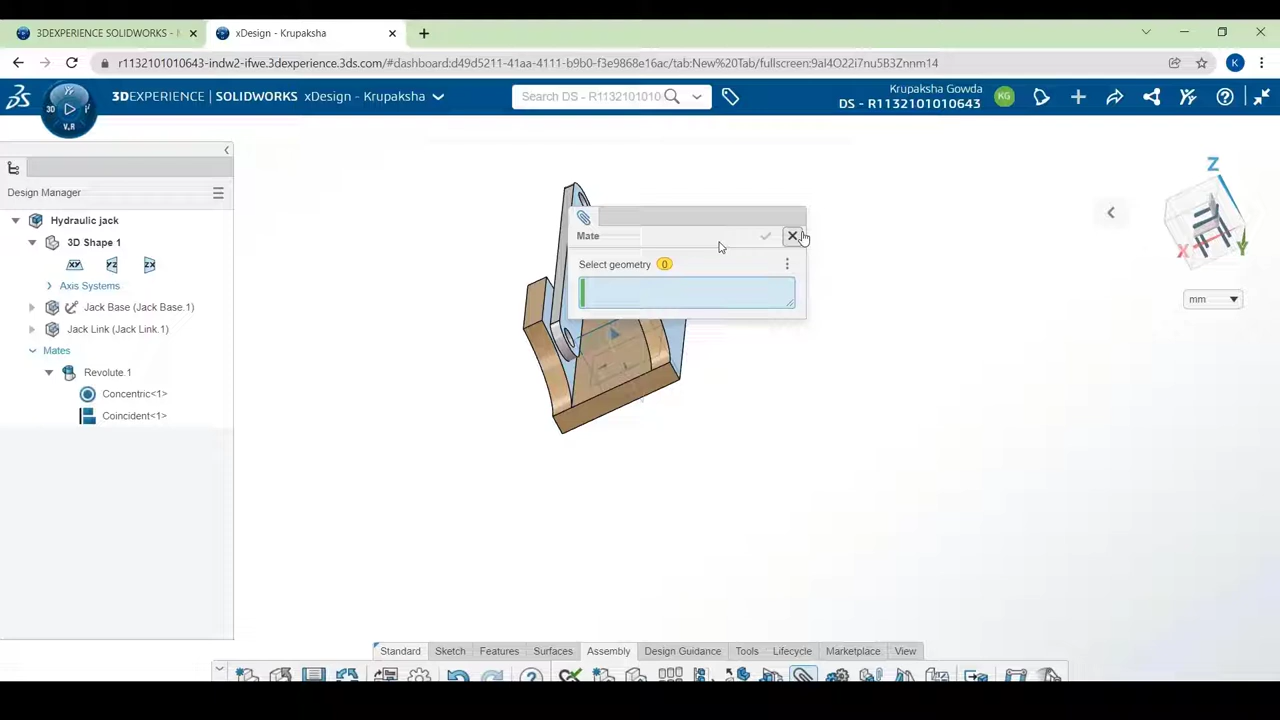 3DEXPERIENCE SOLIDWORKS -
xDesign - Krupaksha
r1132101010643-indw2-ifwe.3dexperience.3ds.com/#dashboard:d49d5211-41aa-4111-b9b0-f3e9868e16ac/tab:New%20Tab/fullscreen:9al4O22i7nu5B3Znnm14
K
3D
V.R
3DEXPERIENCE | SOLIDWORKS xDesign - Krupaksha
Search DS - R1132101010
Krupaksha Gowda
DS - R1132101010643
KG
Design Manager
Hydraulic jack
3D Shape 1
XY
YZ
ZX
Axis Systems
Jack Base (Jack Base.1)
Jack Link (Jack Link.1)
Mates
Revolute.1
Concentric<1>
Coincident<1>
Mate
Select geometry 0
Z
X
Y
mm
Standard
Sketch
Features
Surfaces
Assembly
Design Guidance
Tools
Lifecycle
Marketplace
View